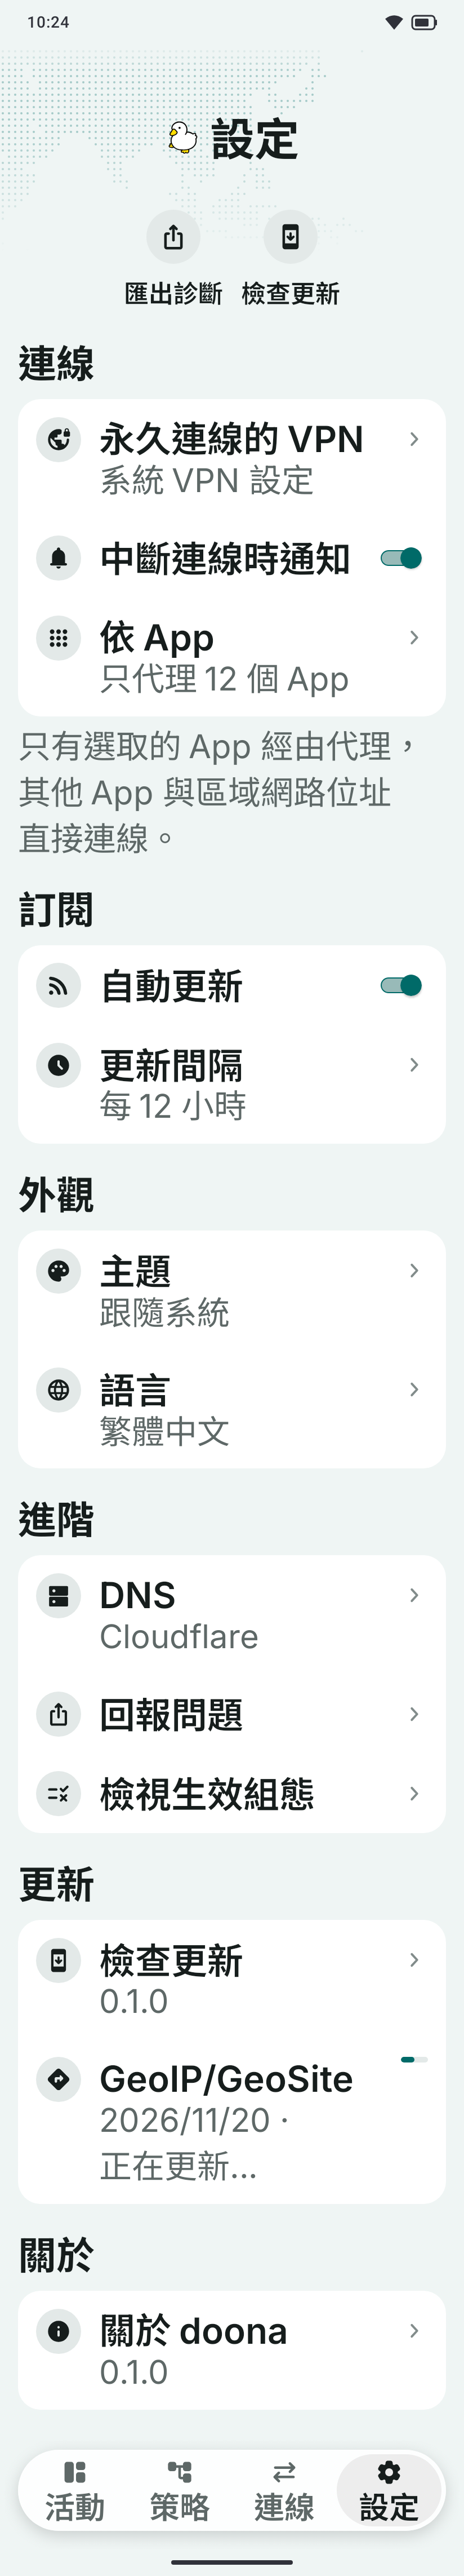 10:24
設定
匯出診斷 檢查更新
連線
永久連線的 VPN
系統 VPN 設定
中斷連線時通知
依 App
只代理 12 個 App
只有選取的 App 經由代理，
其他 App 與區域網路位址
直接連線。
訂閱
自動更新
更新間隔
每 12 小時
外觀
主題
跟隨系統
語言
繁體中文
進階
DNS
Cloudflare
回報問題
檢視生效組態
更新
檢查更新
0.1.0
GeoIP/GeoSite
2026/11/20 ·
正在更新...
關於
關於 doona
0.1.0
活動 策略 連線 設定